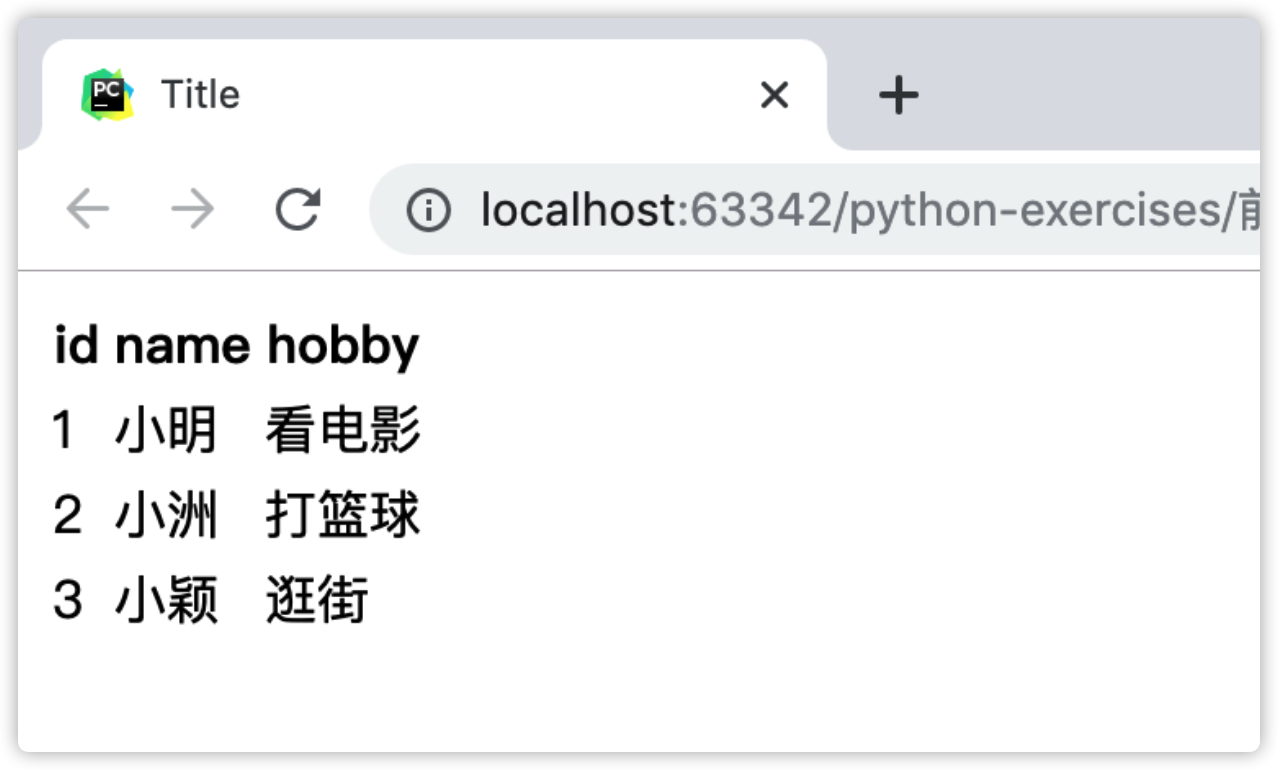 PC
Title
localhost:63342/python-exercises/前
id name hobby
1 小明 看电影
2 小洲 打篮球
3 小颖 逛街